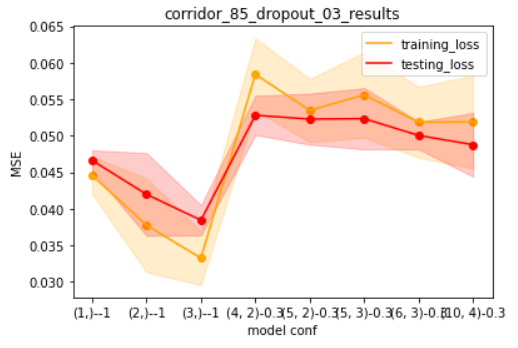 corridor_85_dropout_03_results
0.065
training_loss
testing_loss
0.060
0.055
0.050
MSE
0.045
0.040
0.035
0.030
(1,)--1 (2,)--1 (3,)--1 (4, 2)-0.3 (5, 2)-0.3 (5, 3)-0.3 (6, 3)-0.3 (10, 4)-0.3
model conf